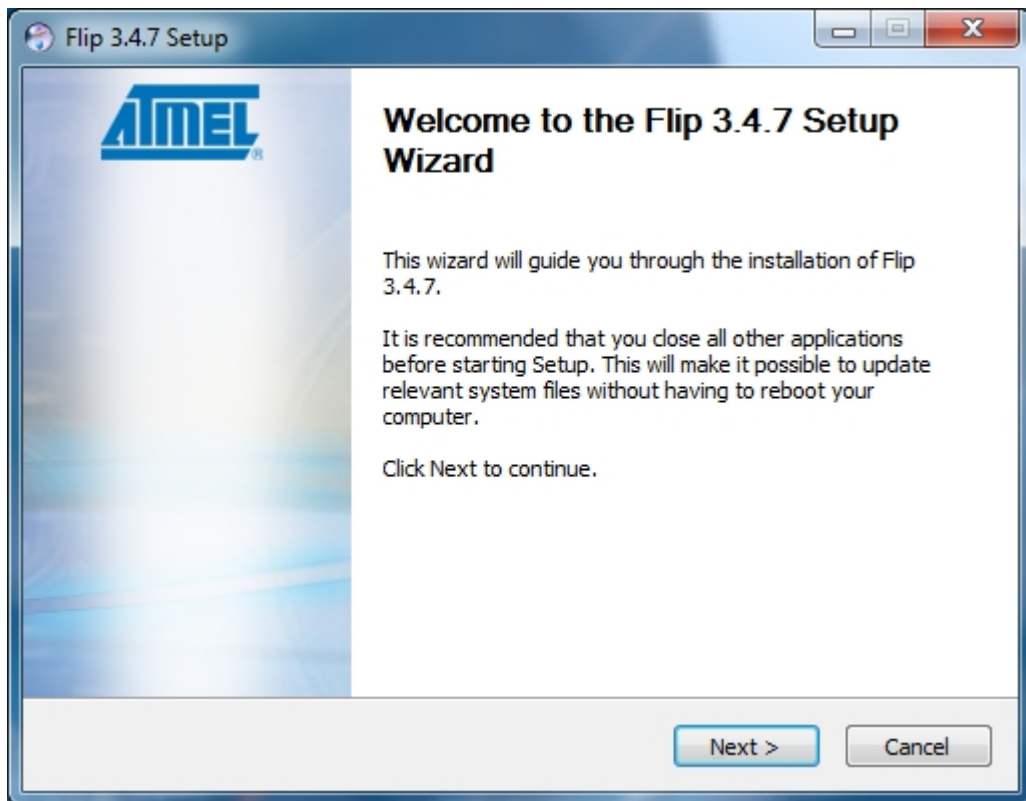 Flip 3.4.7 Setup
ATMEL
®
Welcome to the Flip 3.4.7 Setup
Wizard
This wizard will guide you through the installation of Flip
3.4.7.
It is recommended that you close all other applications
before starting Setup. This will make it possible to update
relevant system files without having to reboot your
computer.
Click Next to continue.
Next >
Cancel